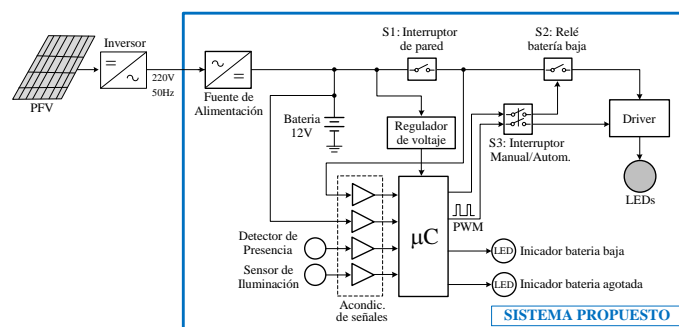 S1: Interruptor
de pared
S2: Relé
batería baja
Inversor
PFV
220V
50Hz
Fuente de
Alimentación
Bateria
12V
Regulador
de voltaje
S3: Interruptor
Manual/Autom.
Driver
LEDs
µC
PWM
Detector de
Presencia
Sensor de
Iluminación
Acondic.
de señales
LED
Inicador bateria baja
LED
Inicador bateria agotada
SISTEMA PROPUESTO